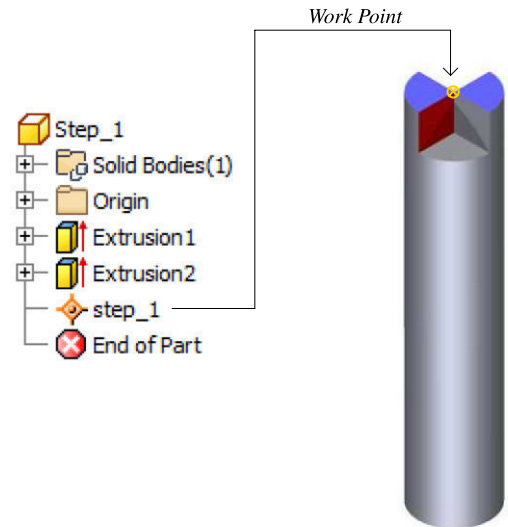 Work Point
Step_1
Solid Bodies(1)
Origin
Extrusion1
Extrusion2
step_1
End of Part